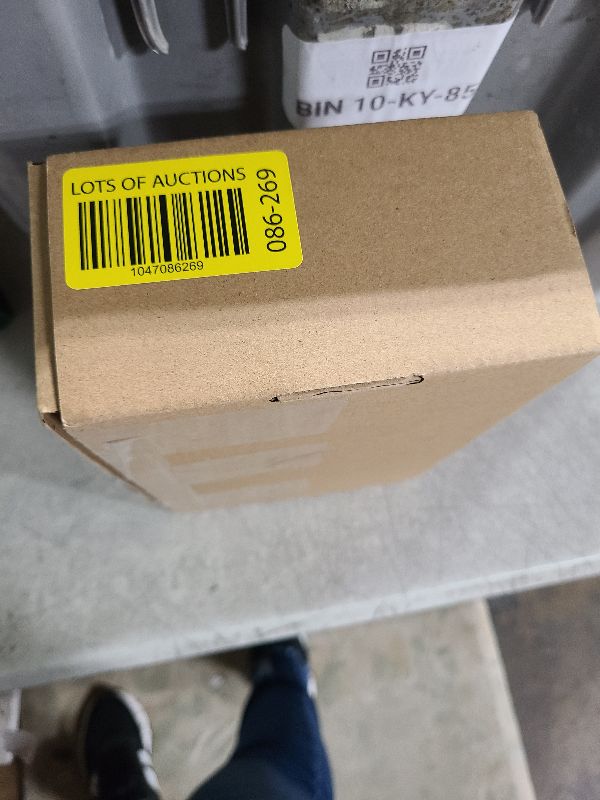 BIN 10-KY-85
LOTS OF AUCTIONS
1047086269
086-269